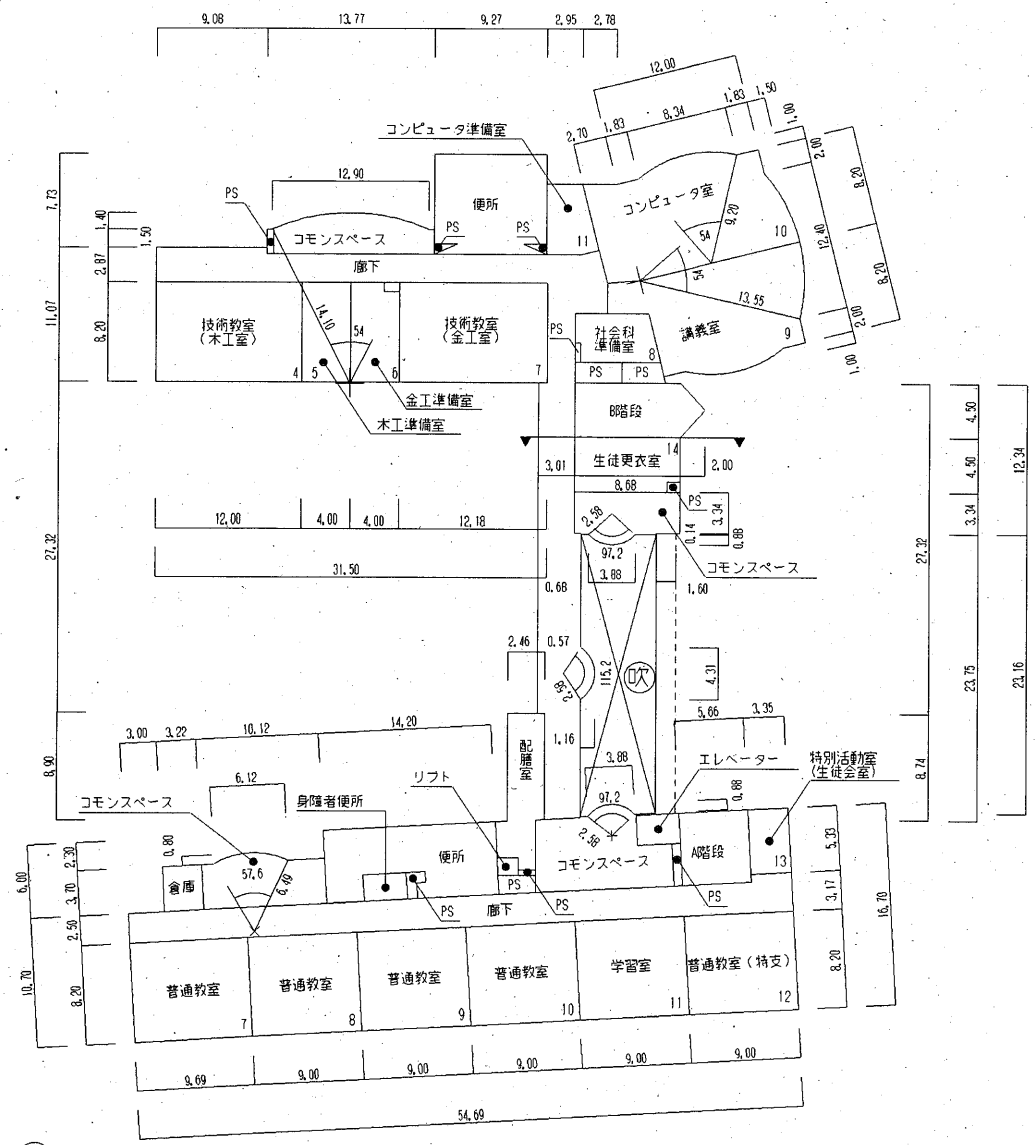 9.08
13.77
9.27
2.95
2.78
12.00
2.70
1.83
8.34
1.83
1.50
1.00
2.00
8.20
12.40
8.20
2.00
1.00
コンピュータ準備室
12.90
PS
便所
PS
PS
コモンスペース
廊下
11
コンピュータ室
9.20
54
10
54
13.55
講義室
9
7.73
1.40
1.50
2.87
11.07
8.20
技術教室
(木工室)
4
5
14.10
54
6
技術教室
(金工室)
7
金工準備室
木工準備室
PS
社会科
準備室
8
PS
PS
B階段
14
生徒更衣室
3.01
2.00
8.68
PS
2.58
0.14
3.34
0.88
97.2
3.88
コモンスペース
12.00
4.00
4.00
12.18
31.50
27.32
0.68
1.60
2.46
0.57
115.2
吹
2.58
4.31
4.50
4.50
3.34
12.34
27.32
23.75
23.16
8.74
8.90
3.00
3.22
10.12
14.20
配膳室
1.16
3.88
5.66
3.35
エレベーター
特別活動室
(生徒会室)
コモンスペース
6.12
身障者便所
リフト
97.2
2.58
0.88
0.80
倉庫
57.6
6.49
便所
コモンスペース
A階段
13
PS
PS
PS
PS
廊下
6.00
2.30
3.70
2.50
10.70
8.20
5.33
3.17
8.20
16.70
普通教室
7
普通教室
8
普通教室
9
普通教室
10
学習室
11
普通教室(特支)
12
9.69
9.00
9.00
9.00
9.00
9.00
54.69